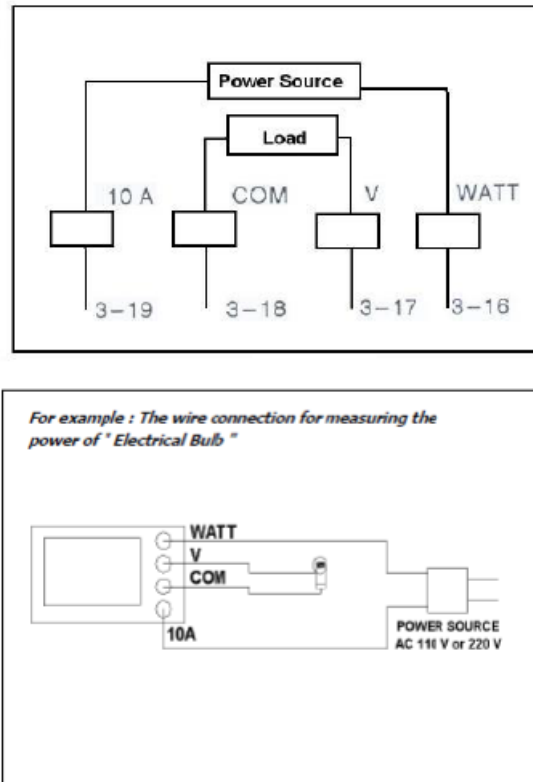 Power Source
Load
10 A COM V WATT
3-19 3-18 3-17 3-16
For example : The wire connection for measuring the
power of " Electrical Bulb "
WATT
V
COM
10A
POWER SOURCE
AC 110 V or 220 V